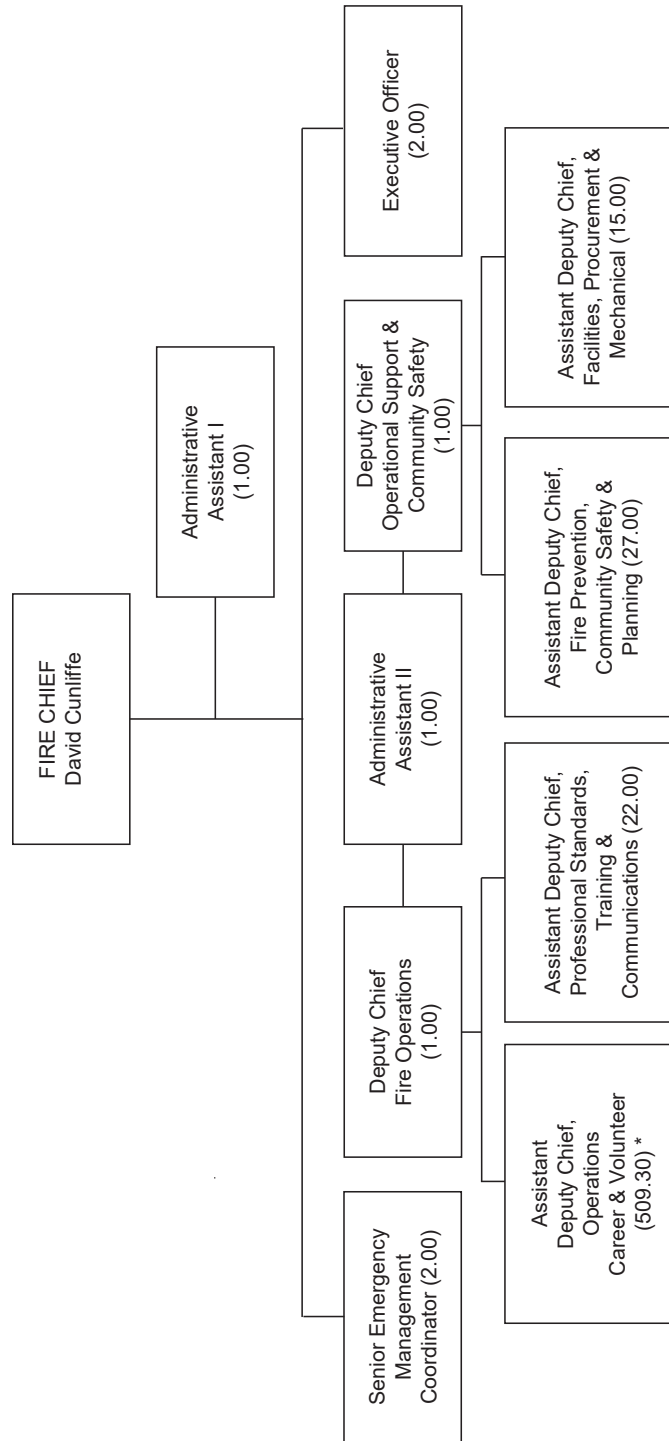 FIRE CHIEF
David Cunliffe
Administrative
Assistant I
(1.00)
Senior Emergency
Management
Coordinator (2.00)
Deputy Chief
Fire Operations
(1.00)
Administrative
Assistant II
(1.00)
Deputy Chief
Operational Support &
Community Safety
(1.00)
Executive Officer
(2.00)
Assistant
Deputy Chief,
Operations
Career & Volunteer
(509.30) *
Assistant Deputy Chief,
Professional Standards,
Training &
Communications (22.00)
Assistant Deputy Chief,
Fire Prevention,
Community Safety &
Planning (27.00)
Assistant Deputy Chief,
Facilities, Procurement &
Mechanical (15.00)